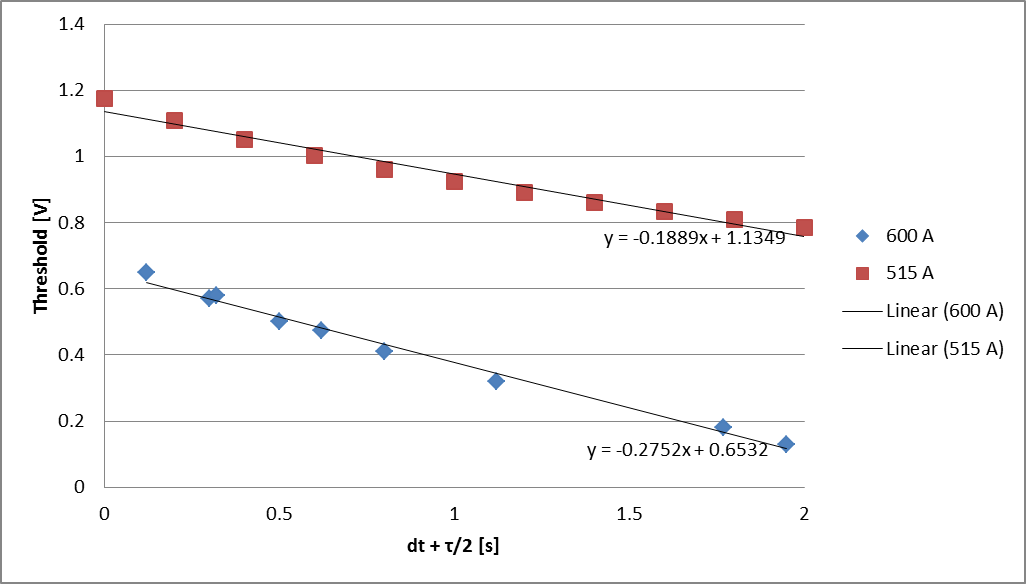 1.4
1.2
1
0.8
0.6
0.4
0.2
0
Threshold [V]
y = -0.1889x + 1.1349
y = -0.2752x + 0.6532
0
0.5
1
1.5
2
dt + τ/2 [s]
600 A
515 A
Linear (600 A)
Linear (515 A)